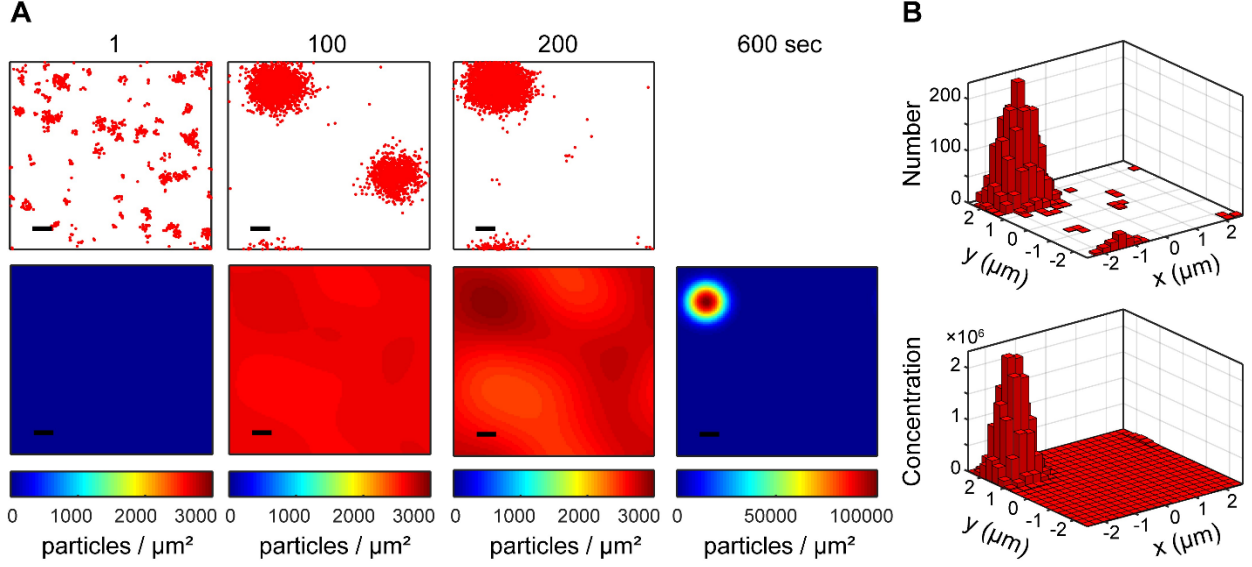 A
1 100 200 600 sec
0 1000 2000 3000 0 1000 2000 3000 0 1000 2000 3000 0 50000 100000
particles / µm² particles / µm² particles / µm² particles / µm²
B
200
100
0
Number
2 1 0 -1 -2
y (µm)
-2 -1 0 1 2
x (µm)
×10⁶
2
1
0
Concentration
2 1 0 -1 -2
y (µm)
-2 -1 0 1 2
x (µm)